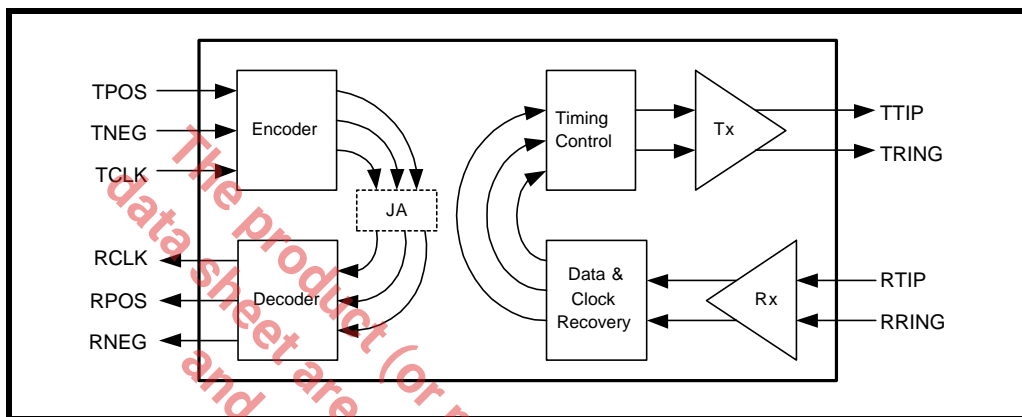 TPOS
TNEG
TCLK
Encoder
JA
RCLK
RPOS
RNEG
Decoder
Timing
Control
Tx
TTIP
TRING
Data &
Clock
Recovery
Rx
RTIP
RRING
The product (or
data sheet are
and